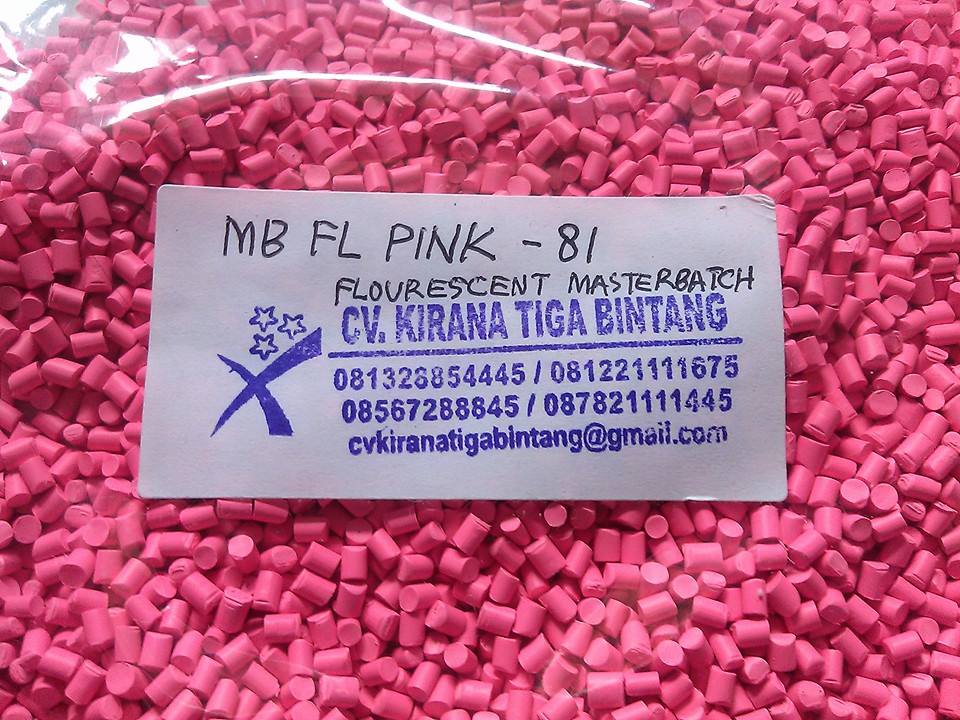 MB FL PINK - 81
FLOURESCENT MASTERBATCH
CV. KIRANA TIGA BINTANG
081328854445 / 081221111675
08567288845 / 087821111445
cvkiranatigabintang@gmail.com